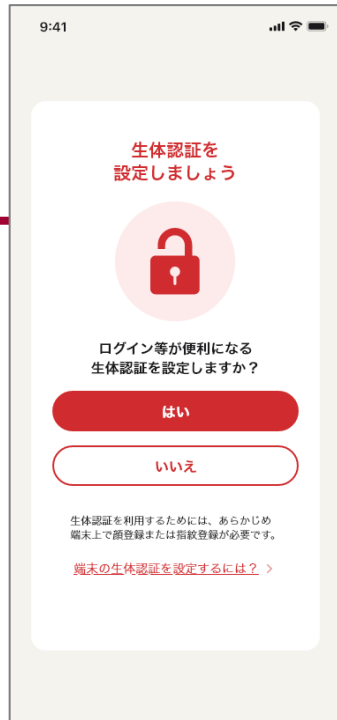 9:41
生体認証を
設定しましょう
ログイン等が便利になる
生体認証を設定しますか？
はい
いいえ
生体認証を利用するためには、あらかじめ
端末上で顔登録または指紋登録が必要です。
端末の生体認証を設定するには？